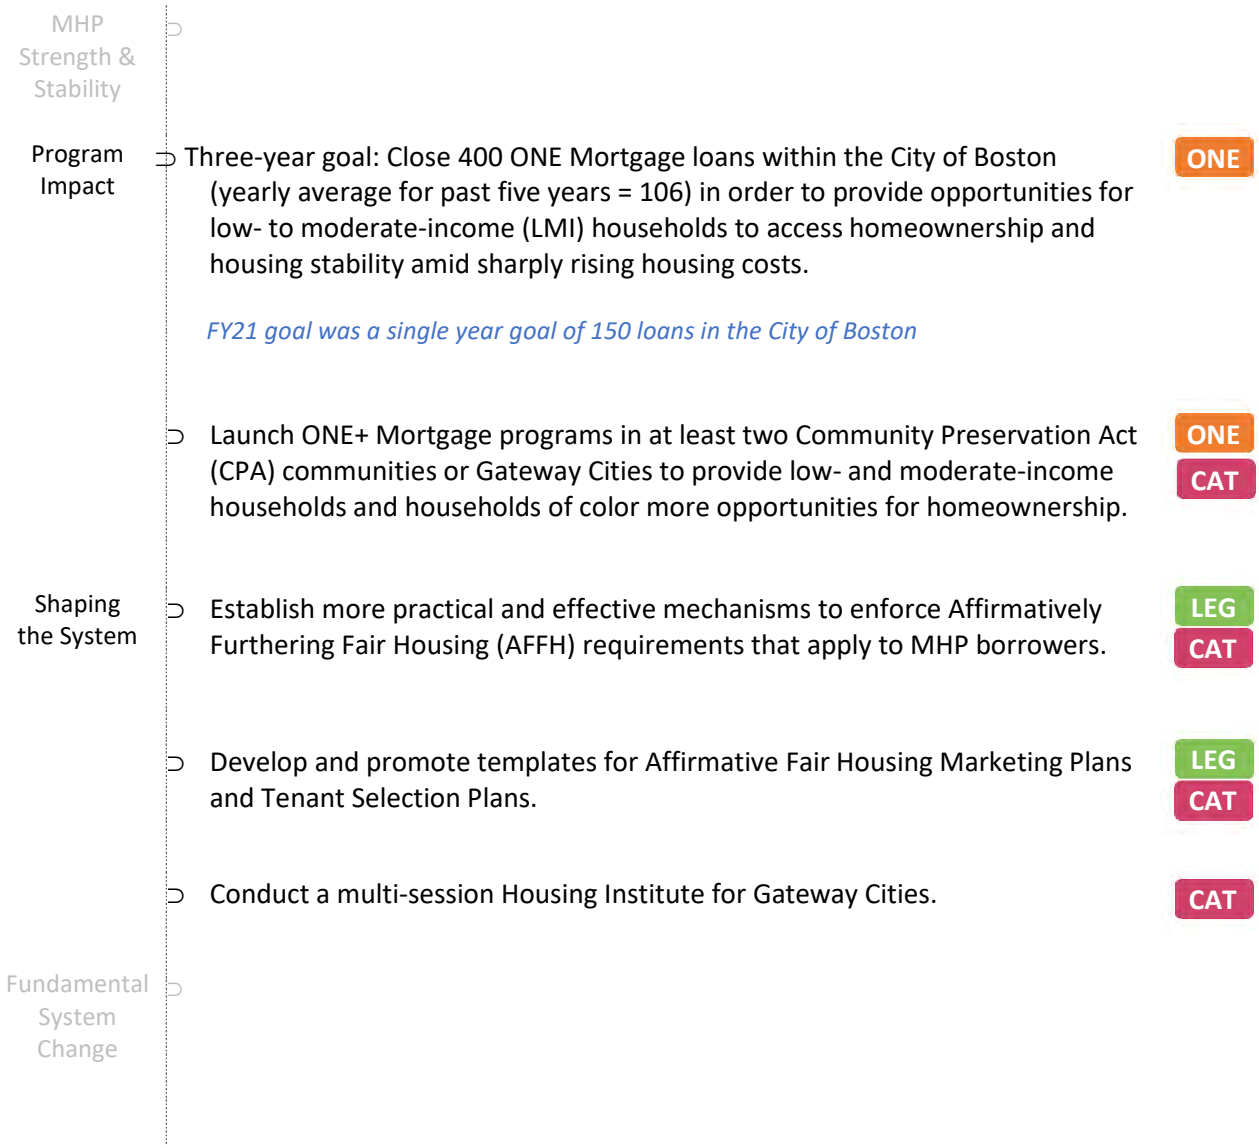 MHP
Strength &
Stability
Program
Impact
⊃ Three-year goal: Close 400 ONE Mortgage loans within the City of Boston
(yearly average for past five years = 106) in order to provide opportunities for
low- to moderate-income (LMI) households to access homeownership and
housing stability amid sharply rising housing costs.
ONE
FY21 goal was a single year goal of 150 loans in the City of Boston
⊃ Launch ONE+ Mortgage programs in at least two Community Preservation Act
(CPA) communities or Gateway Cities to provide low- and moderate-income
households and households of color more opportunities for homeownership.
ONE
CAT
Shaping
the System
⊃ Establish more practical and effective mechanisms to enforce Affirmatively
Furthering Fair Housing (AFFH) requirements that apply to MHP borrowers.
LEG
CAT
⊃ Develop and promote templates for Affirmative Fair Housing Marketing Plans
and Tenant Selection Plans.
LEG
CAT
⊃ Conduct a multi-session Housing Institute for Gateway Cities.
CAT
Fundamental
System
Change